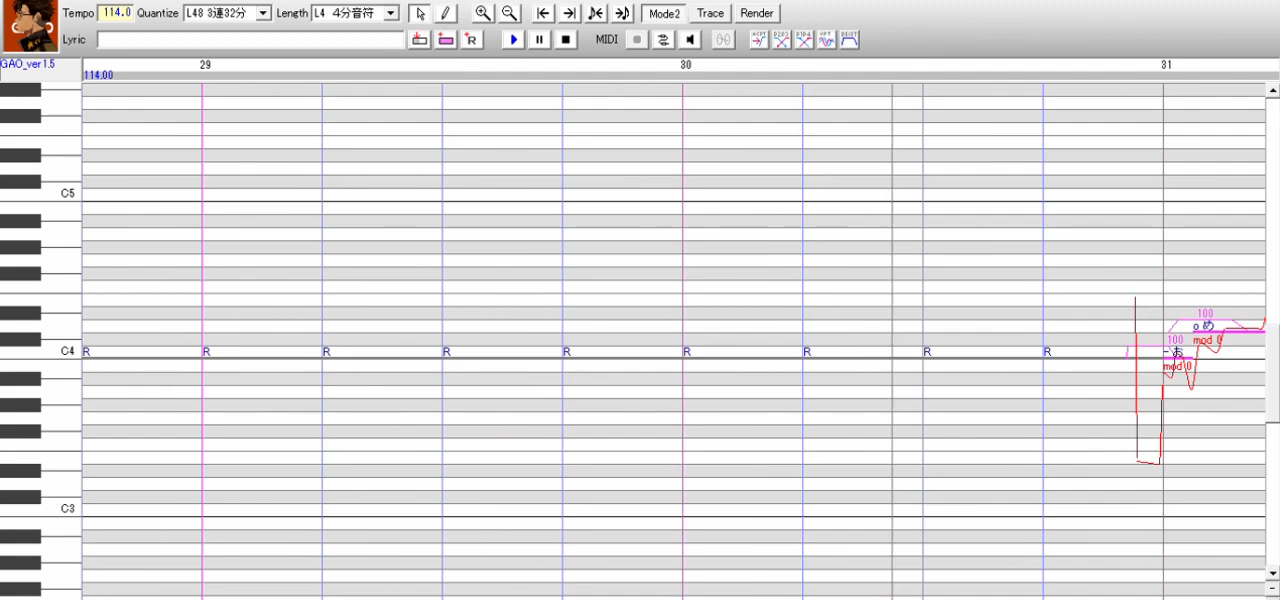 Tempo 114.0 Quantize L48 3連32分 Length L4 4分音符 Mode2 Trace Render
Lyric MIDI
GAO_ver1.5 29 30 31
114.00
C5
100
o め
100 mod 0
C4 R R R R R R R R R - あ
mod 0
C3